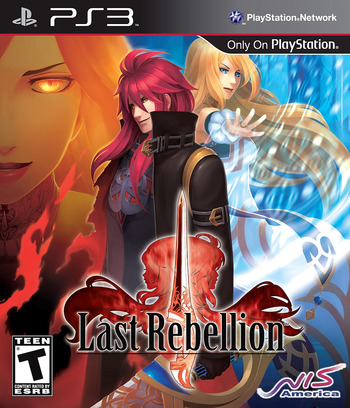 PS3
PlayStation®Network
Only On PlayStation®
Last Rebellion
TEEN
T
CONTENT RATED BY
ESRB
NIS
America